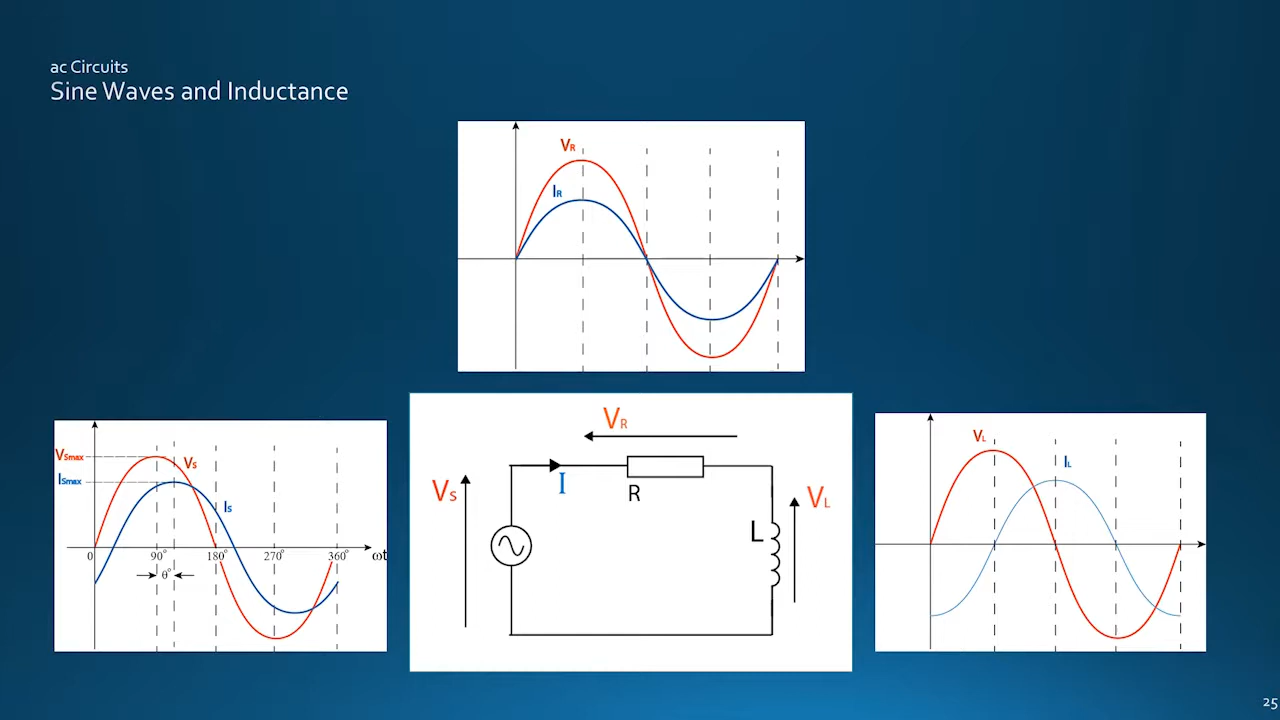 ac Circuits
Sine Waves and Inductance
VR
IR
VSmax
VS
ISmax
IS
0 90° 180° 270° 360° ωt
θ°
VR
I
R
VS
L
VL
VL
IL
25